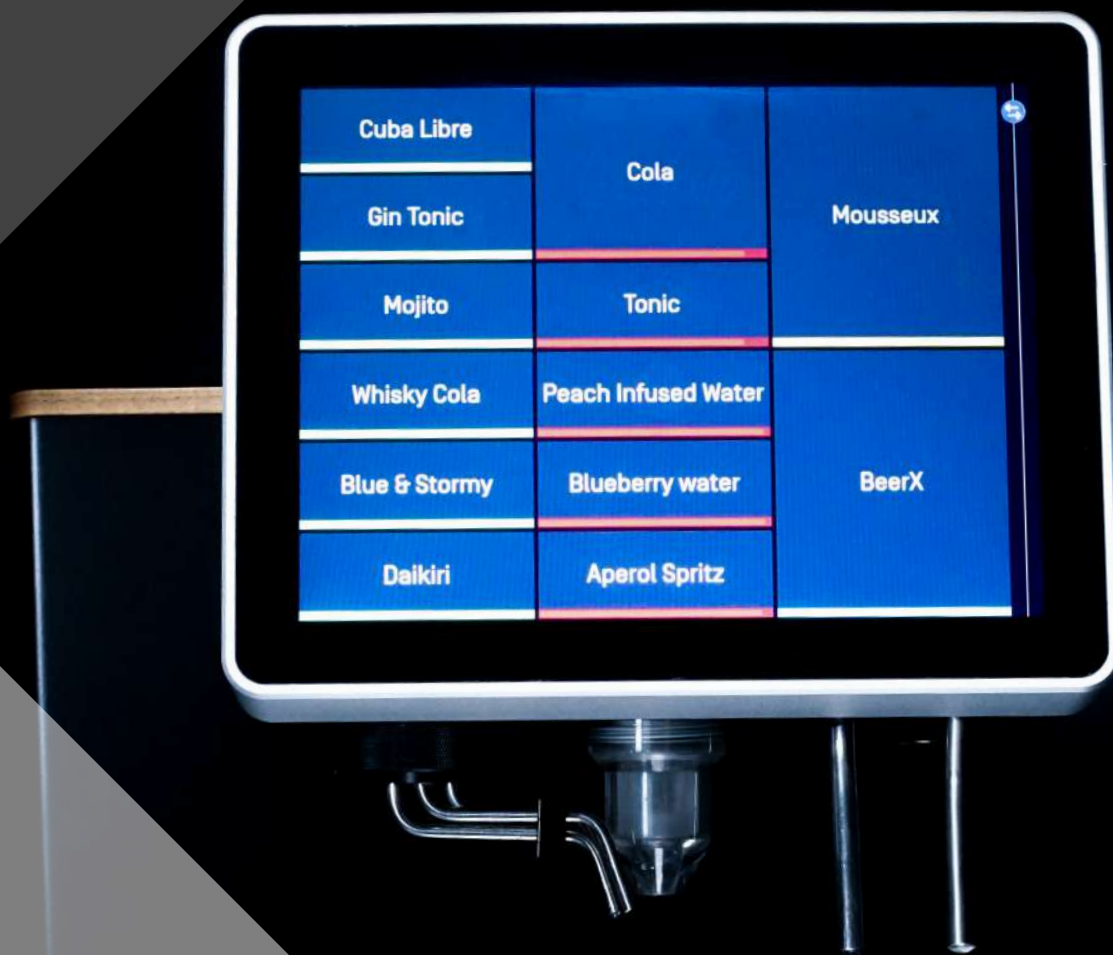 Cuba Libre
Gin Tonic
Mojito
Whisky Cola
Blue & Stormy
Daikiri
Cola
Tonic
Peach Infused Water
Blueberry water
Aperol Spritz
Mousseux
BeerX